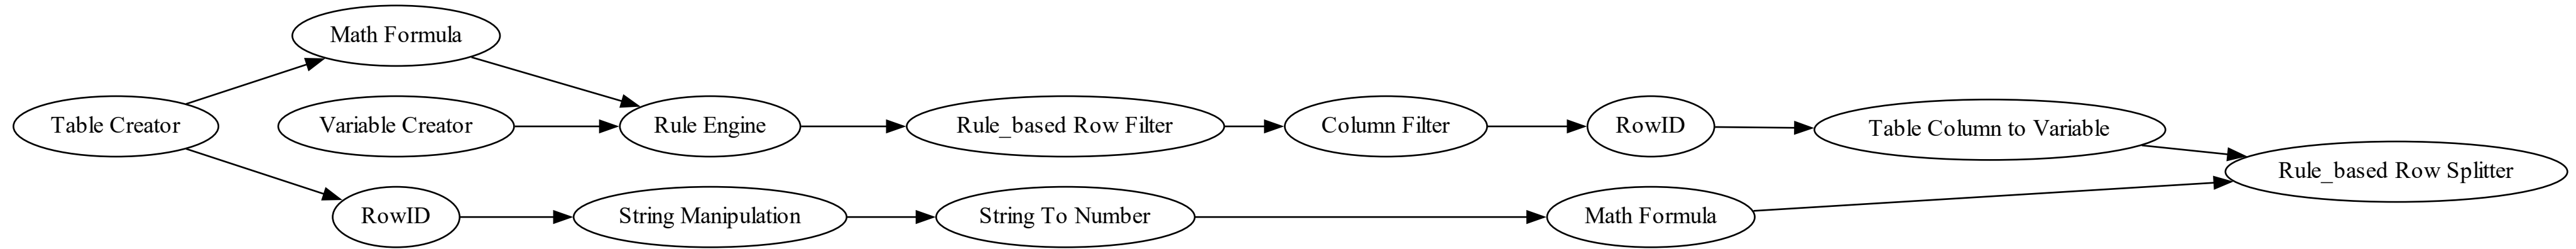 Math Formula
Table Creator
Variable Creator
Rule Engine
Rule_based Row Filter
Column Filter
RowID
Table Column to Variable
Rule_based Row Splitter
RowID
String Manipulation
String To Number
Math Formula